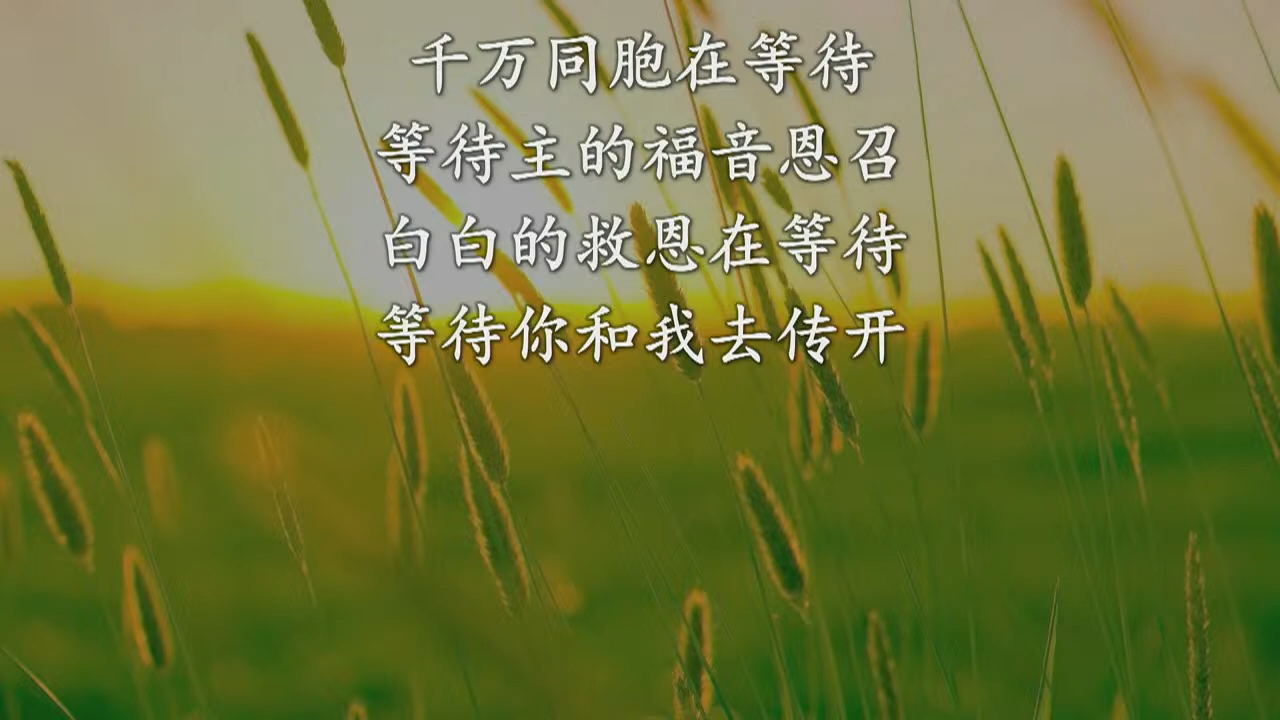 千万同胞在等待
等待主的福音恩召
白白的救恩在等待
等待你和我去传开